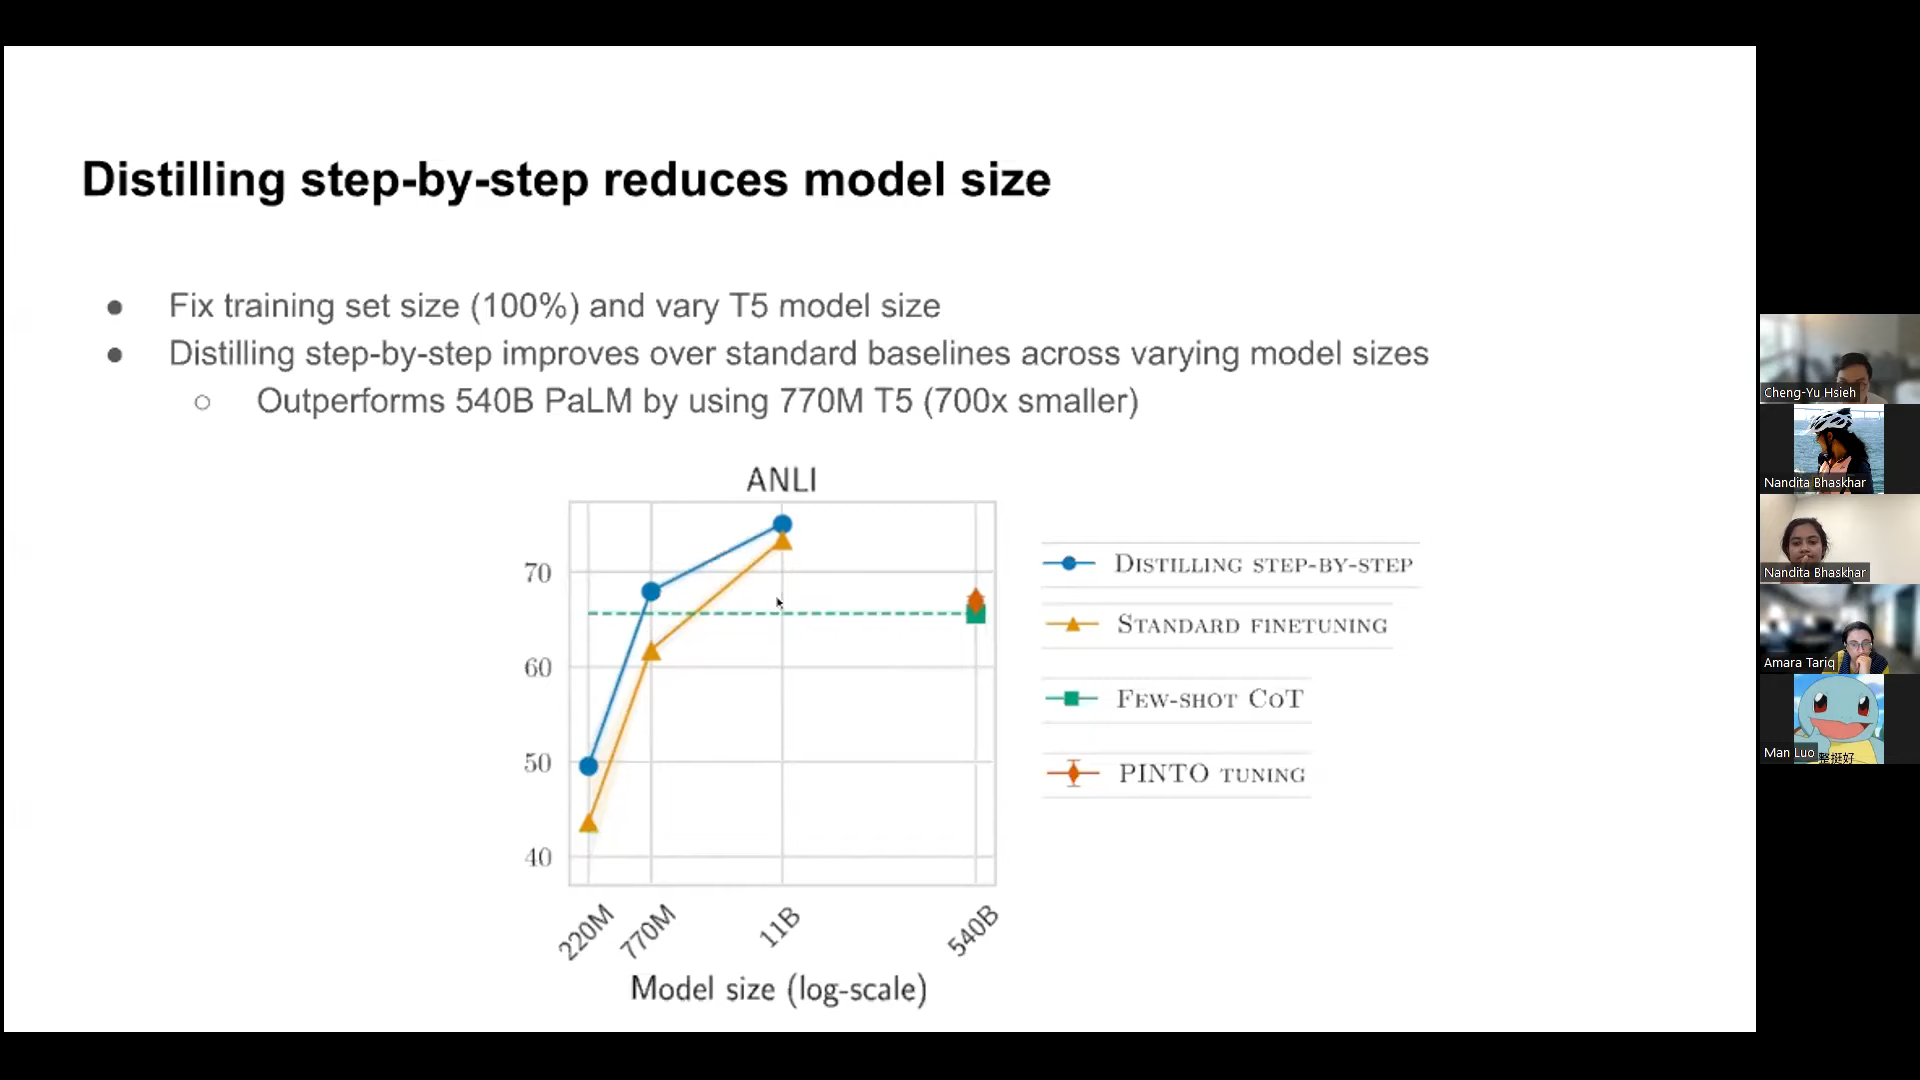 Distilling step-by-step reduces model size
● Fix training set size (100%) and vary T5 model size
● Distilling step-by-step improves over standard baselines across varying model sizes
○ Outperforms 540B PaLM by using 770M T5 (700x smaller)
ANLI
70
60
50
40
220M
770M
11B
540B
Model size (log-scale)
Distilling step-by-step
Standard finetuning
Few-shot CoT
PINTO tuning
Cheng-Yu Hsieh
Nandita Bhaskhar
Nandita Bhaskhar
Amara Tariq
Man Luo
整挺好